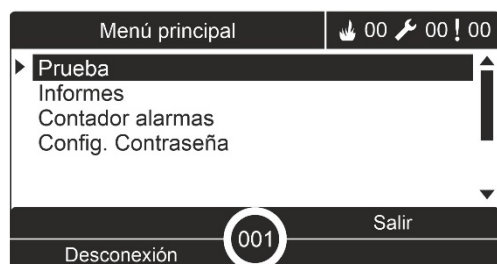 Menú principal 00 00 00
Prueba
Informes
Contador alarmas
Config. Contraseña
Salir
001
Desconexión